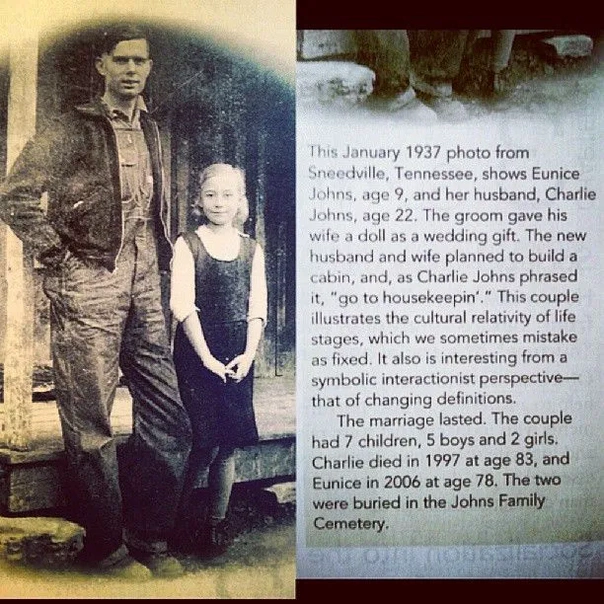 This January 1937 photo from
Sneedville, Tennessee, shows Eunice
Johns, age 9, and her husband, Charlie
Johns, age 22. The groom gave his
wife a doll as a wedding gift. The new
husband and wife planned to build a
cabin, and, as Charlie Johns phrased
it, "go to housekeepin'." This couple
illustrates the cultural relativity of life
stages, which we sometimes mistake
as fixed. It also is interesting from a
symbolic interactionist perspective—
that of changing definitions.
The marriage lasted. The couple
had 7 children, 5 boys and 2 girls.
Charlie died in 1997 at age 83, and
Eunice in 2006 at age 78. The two
were buried in the Johns Family
Cemetery.